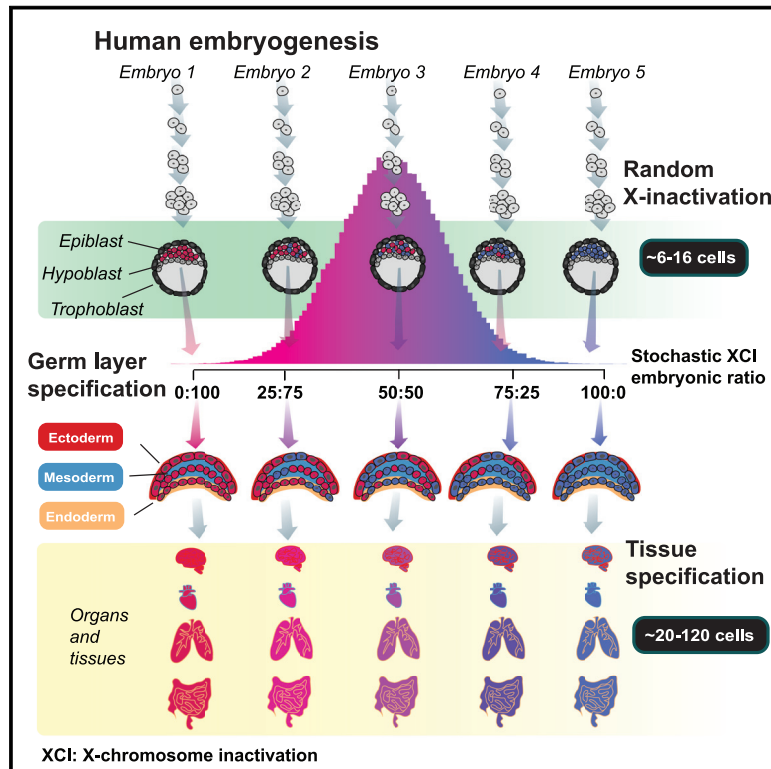 Human embryogenesis
Embryo 1 Embryo 2 Embryo 3 Embryo 4 Embryo 5
Random
X-inactivation
Epiblast
Hypoblast
Trophoblast
~6-16 cells
Germ layer
specification
Stochastic XCI
embryonic ratio
0:100 25:75 50:50 75:25 100:0
Ectoderm
Mesoderm
Endoderm
Tissue
specification
Organs
and
tissues
~20-120 cells
XCI: X-chromosome inactivation